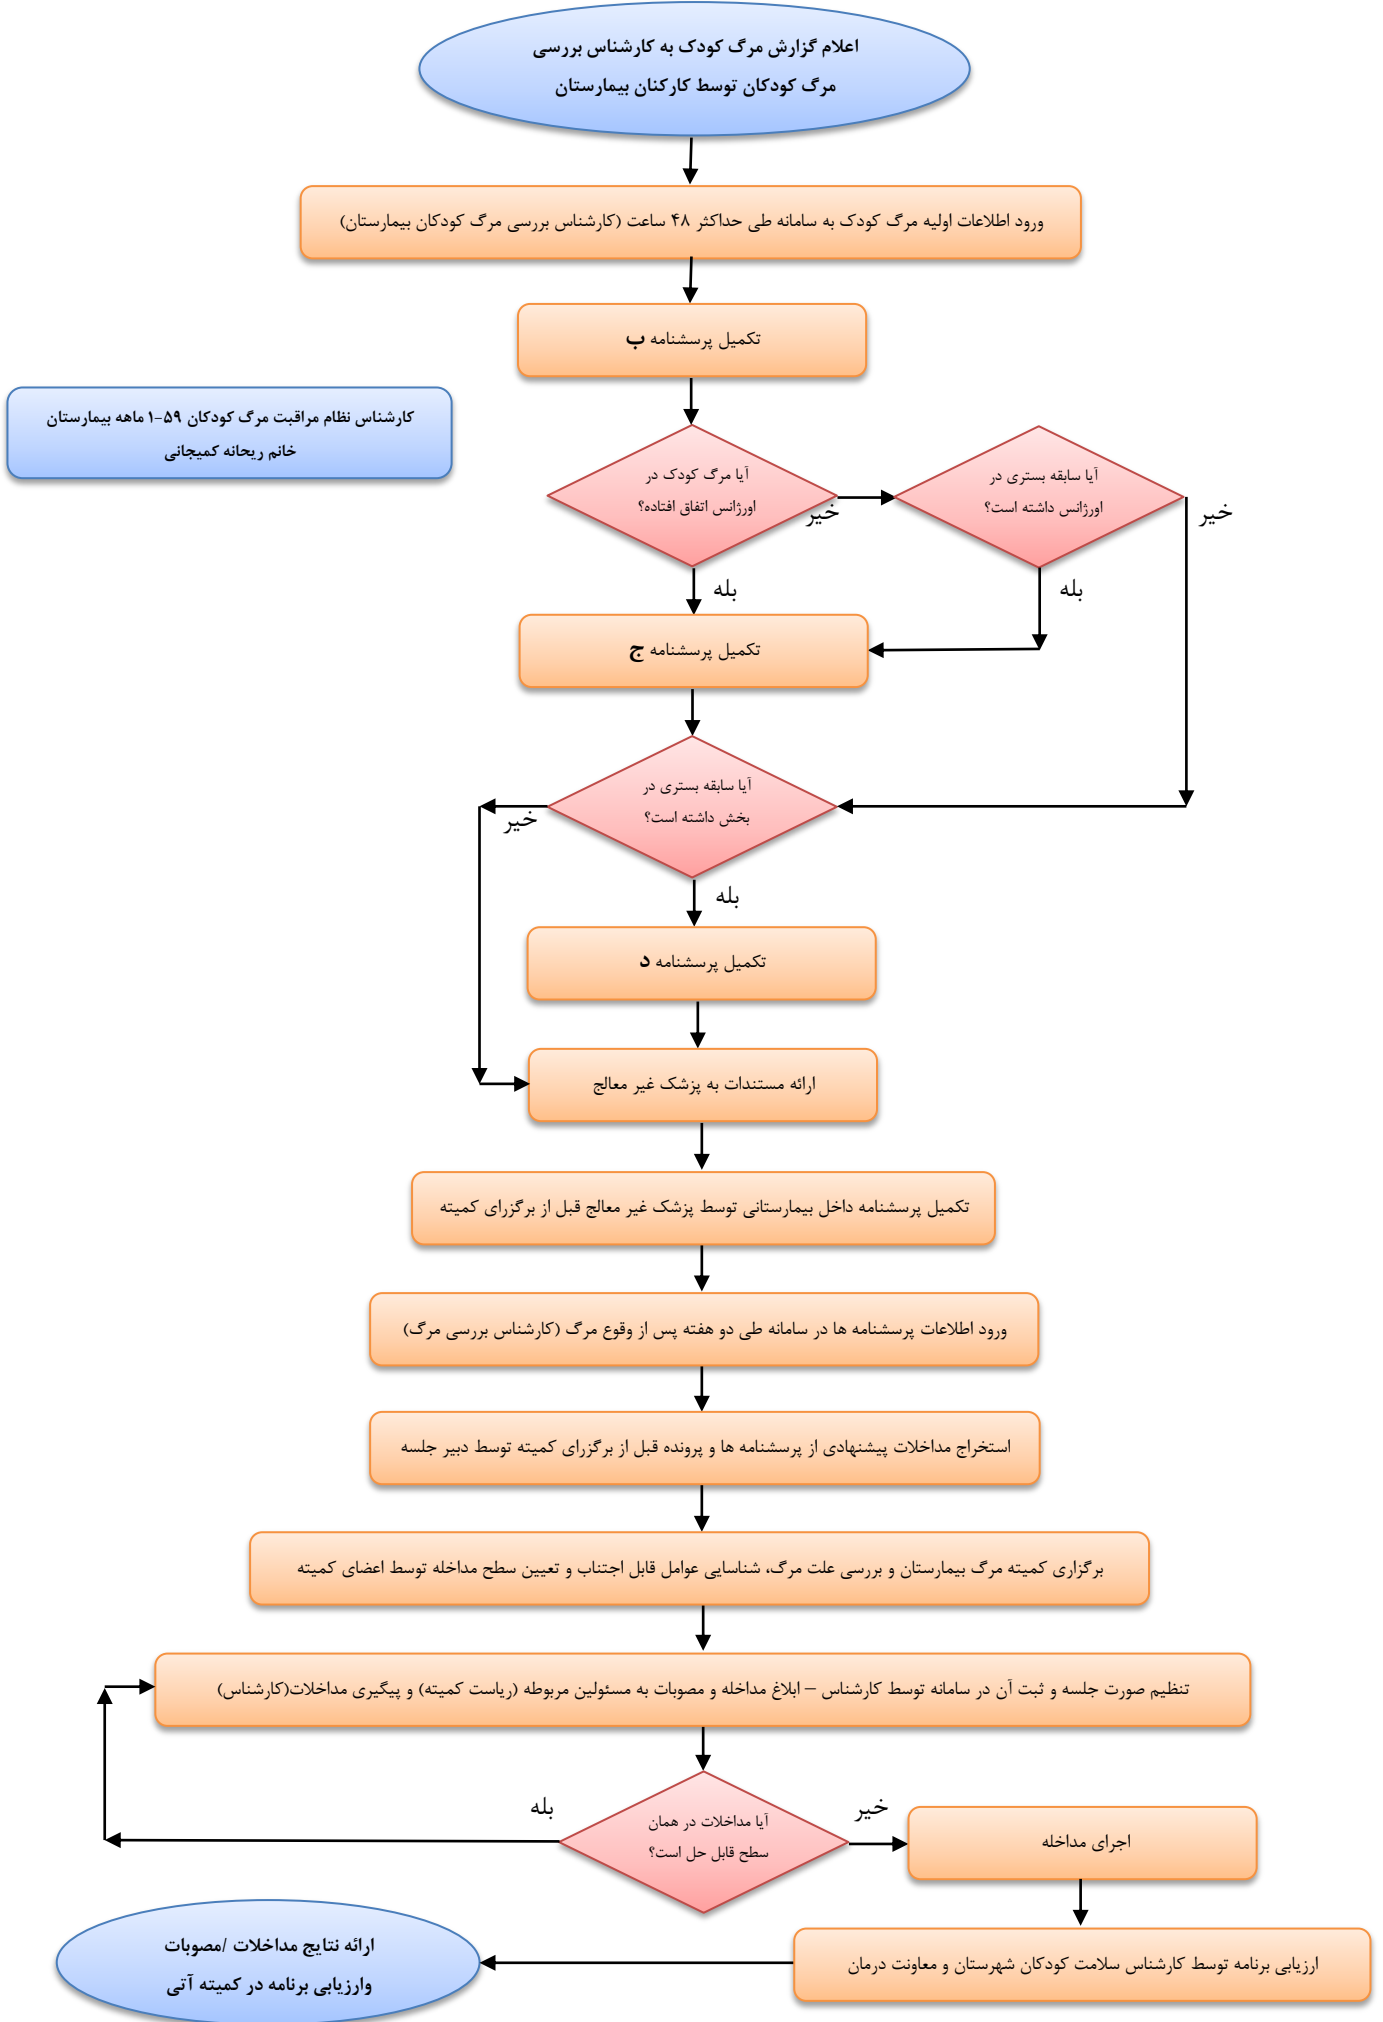 اعلام گزارش مرگ کودک به کارشناس بررسی
مرگ کودکان توسط کارکنان بیمارستان
ورود اطلاعات اولیه مرگ کودک به سامانه طی حداکثر ۴۸ ساعت (کارشناس بررسی مرگ کودکان بیمارستان)
تکمیل پرسشنامه ب
کارشناس نظام مراقبت مرگ کودکان ۵۹-۱ ماهه بیمارستان
خانم ریحانه کمیجانی
آیا مرگ کودک در
اورژانس اتفاق افتاده؟
خیر
آیا سابقه بستری در
اورژانس داشته است؟
خیر
بله
بله
تکمیل پرسشنامه ج
آیا سابقه بستری در
بخش داشته است؟
خیر
بله
تکمیل پرسشنامه د
ارائه مستندات به پزشک غیر معالج
تکمیل پرسشنامه داخل بیمارستانی توسط پزشک غیر معالج قبل از برگزرای کمیته
ورود اطلاعات پرسشنامه ها در سامانه طی دو هفته پس از وقوع مرگ (کارشناس بررسی مرگ)
استخراج مداخلات پیشنهادی از پرسشنامه ها و پرونده قبل از برگزرای کمیته توسط دبیر جلسه
برگزاری کمیته مرگ بیمارستان و بررسی علت مرگ، شناسایی عوامل قابل اجتناب و تعیین سطح مداخله توسط اعضای کمیته
تنظیم صورت جلسه و ثبت آن در سامانه توسط کارشناس – ابلاغ مداخله و مصوبات به مسئولین مربوطه (ریاست کمیته) و پیگیری مداخلات(کارشناس)
آیا مداخلات در همان
سطح قابل حل است؟
خیر
بله
اجرای مداخله
ارزیابی برنامه توسط کارشناس سلامت کودکان شهرستان و معاونت درمان
ارائه نتایج مداخلات /مصوبات
وارزیابی برنامه در کمیته آتی